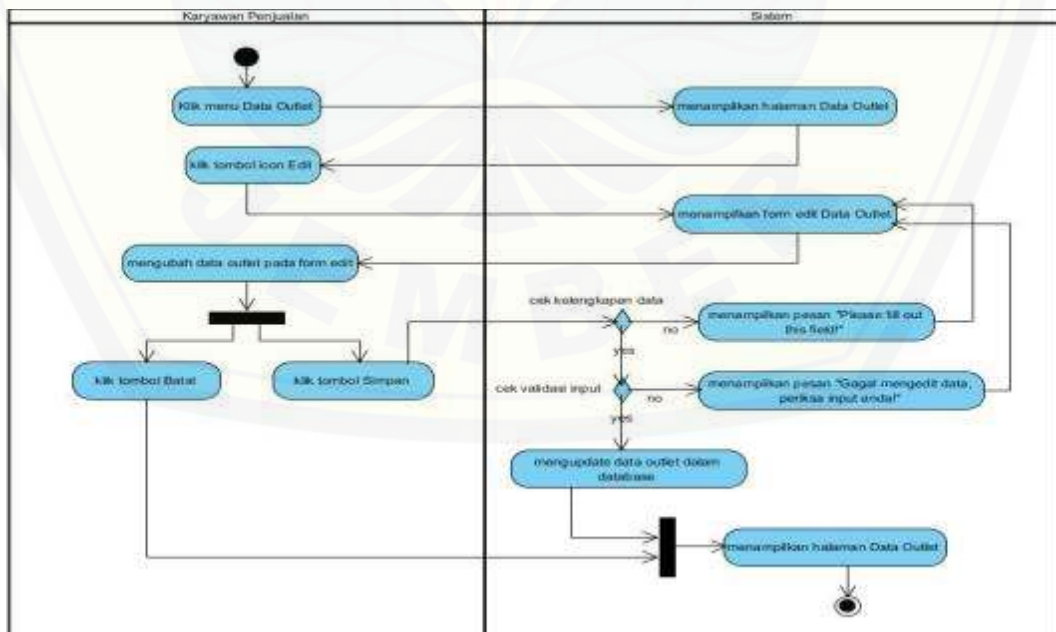 Karyawan Penjualan
Sistem
Klik menu Data Outlet
menampilkan halaman Data Outlet
klik tombol icon Edit
menampilkan form edit Data Outlet
mengubah data outlet pada form edit
cek kelengkapan data
no
menampilkan pesan "Please fill out
this field!"
yes
klik tombol Batal
klik tombol Simpan
cek validasi input
no
menampilkan pesan "Gagal mengedit data,
periksa input anda!"
yes
mengupdate data outlet dalam
database
menampilkan halaman Data Outlet
JEMBER